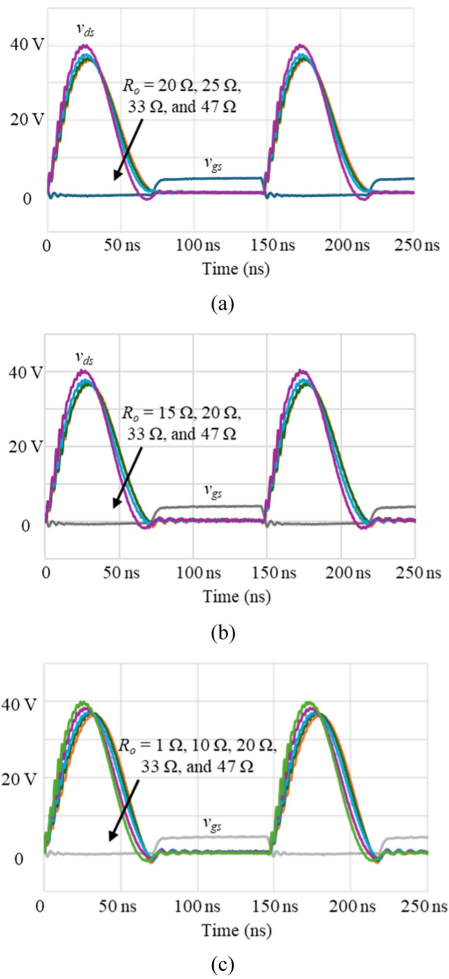 v_ds
40 V
R_o = 20 Ω, 25 Ω,
33 Ω, and 47 Ω
20 V
v_gs
0
0 50 ns 100 ns 150 ns 200 ns 250 ns
Time (ns)
(a)
v_ds
40 V
R_o = 15 Ω, 20 Ω,
33 Ω, and 47 Ω
20 V
v_gs
0
0 50 ns 100 ns 150 ns 200 ns 250 ns
Time (ns)
(b)
40 V
R_o = 1 Ω, 10 Ω, 20 Ω,
33 Ω, and 47 Ω
20 V
v_gs
0
0 50 ns 100 ns 150 ns 200 ns 250 ns
Time (ns)
(c)